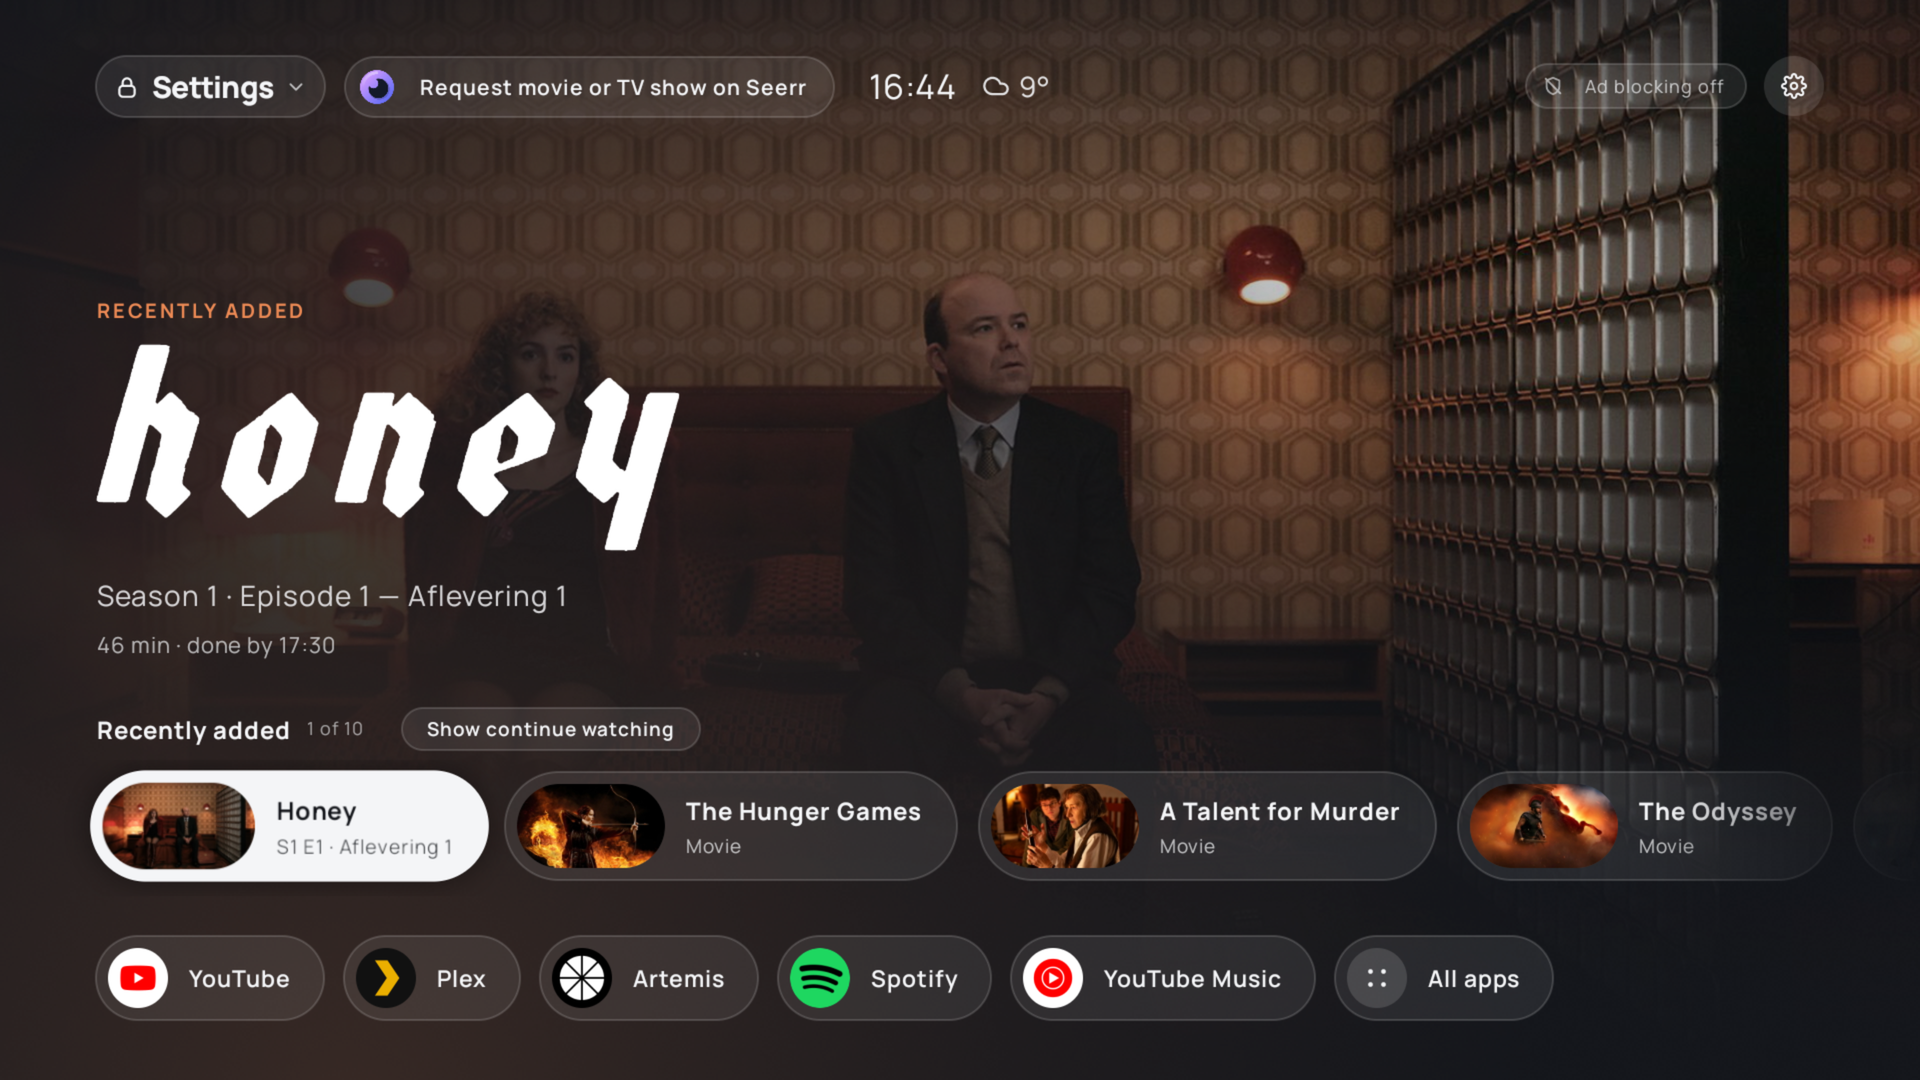 Settings
Request movie or TV show on Seerr
16:44
9°
Ad blocking off
RECENTLY ADDED
honey
Season 1 · Episode 1 — Aflevering 1
46 min · done by 17:30
Recently added 1 of 10
Show continue watching
Honey
S1 E1 · Aflevering 1
The Hunger Games
Movie
A Talent for Murder
Movie
The Odyssey
Movie
YouTube
Plex
Artemis
Spotify
YouTube Music
All apps